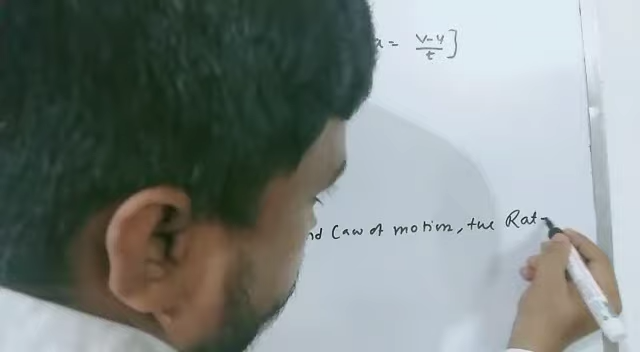 a = v-u/t]
nd Law of motion, the Rat